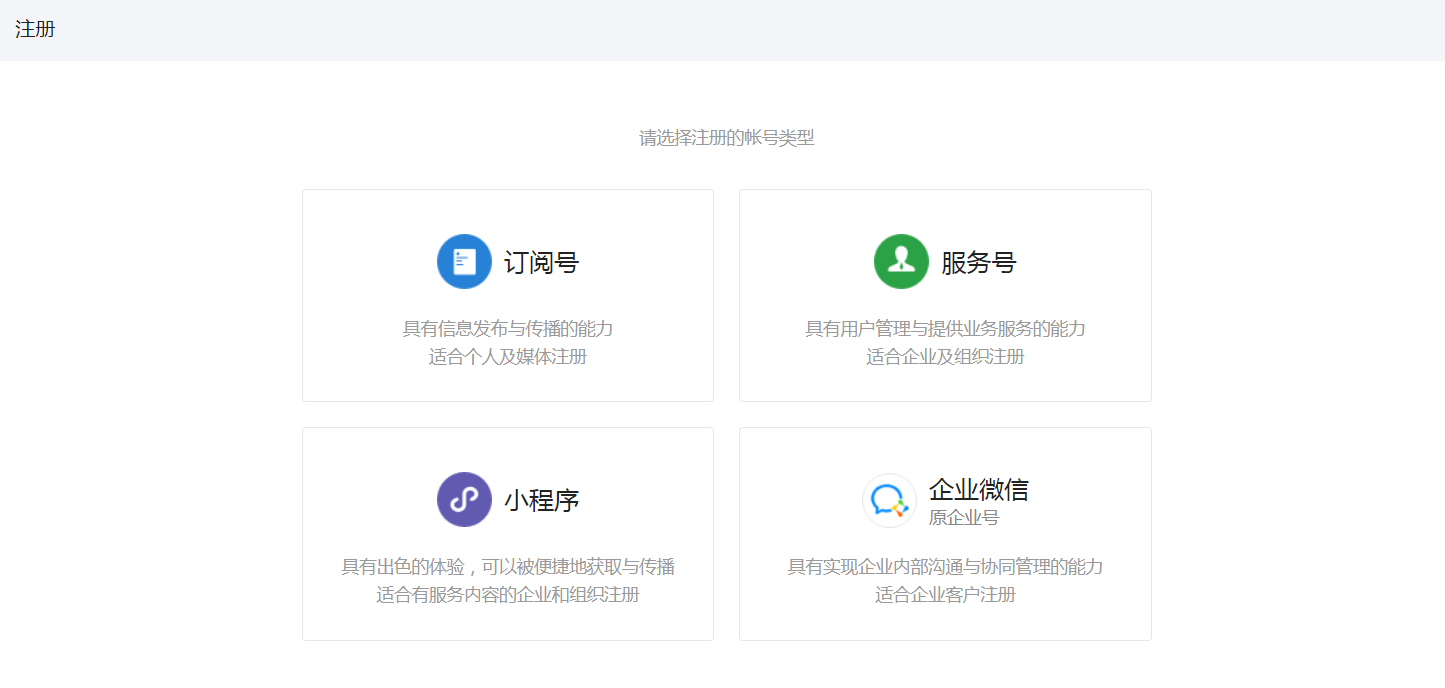 注册
请选择注册的帐号类型
订阅号
具有信息发布与传播的能力
适合个人及媒体注册
服务号
具有用户管理与提供业务服务的能力
适合企业及组织注册
小程序
具有出色的体验，可以被便捷地获取与传播
适合有服务内容的企业和组织注册
企业微信
原企业号
具有实现企业内部沟通与协同管理的能力
适合企业客户注册